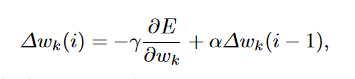 Δw_k(i) = −γ ∂E/∂w_k + αΔw_k(i − 1),